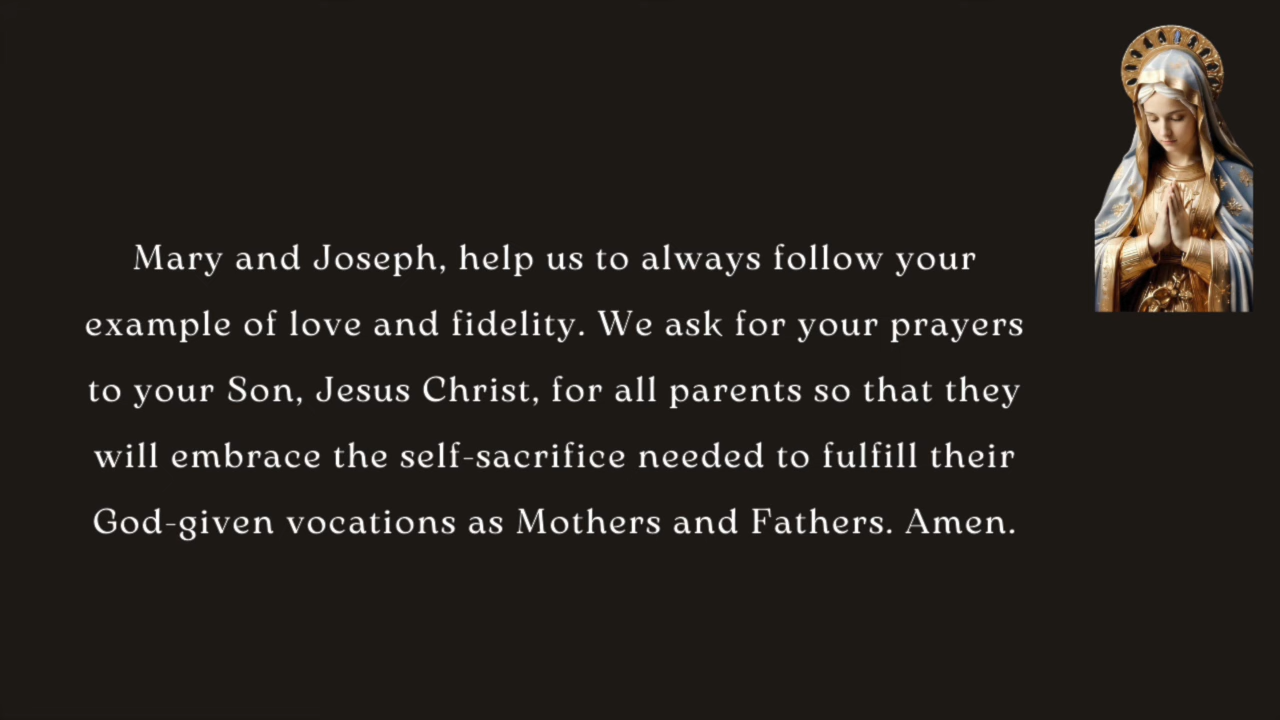 Mary and Joseph, help us to always follow your
example of love and fidelity. We ask for your prayers
to your Son, Jesus Christ, for all parents so that they
will embrace the self-sacrifice needed to fulfill their
God-given vocations as Mothers and Fathers. Amen.